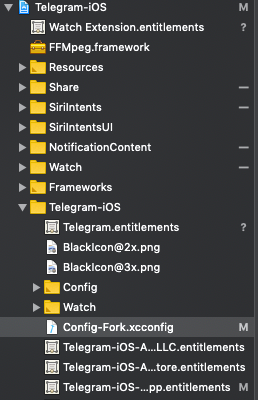 Telegram-iOS M
Watch Extension.entitlements ?
FFMpeg.framework
Resources
Share
SiriIntents
SiriIntentsUI
NotificationContent
Watch
Frameworks
Telegram-iOS
Telegram.entitlements ?
BlackIcon@2x.png
BlackIcon@3x.png
Config
Watch
Config-Fork.xcconfig M
Telegram-iOS-A...LLC.entitlements
Telegram-iOS-A...tore.entitlements
Telegram-iOS-...pp.entitlements M